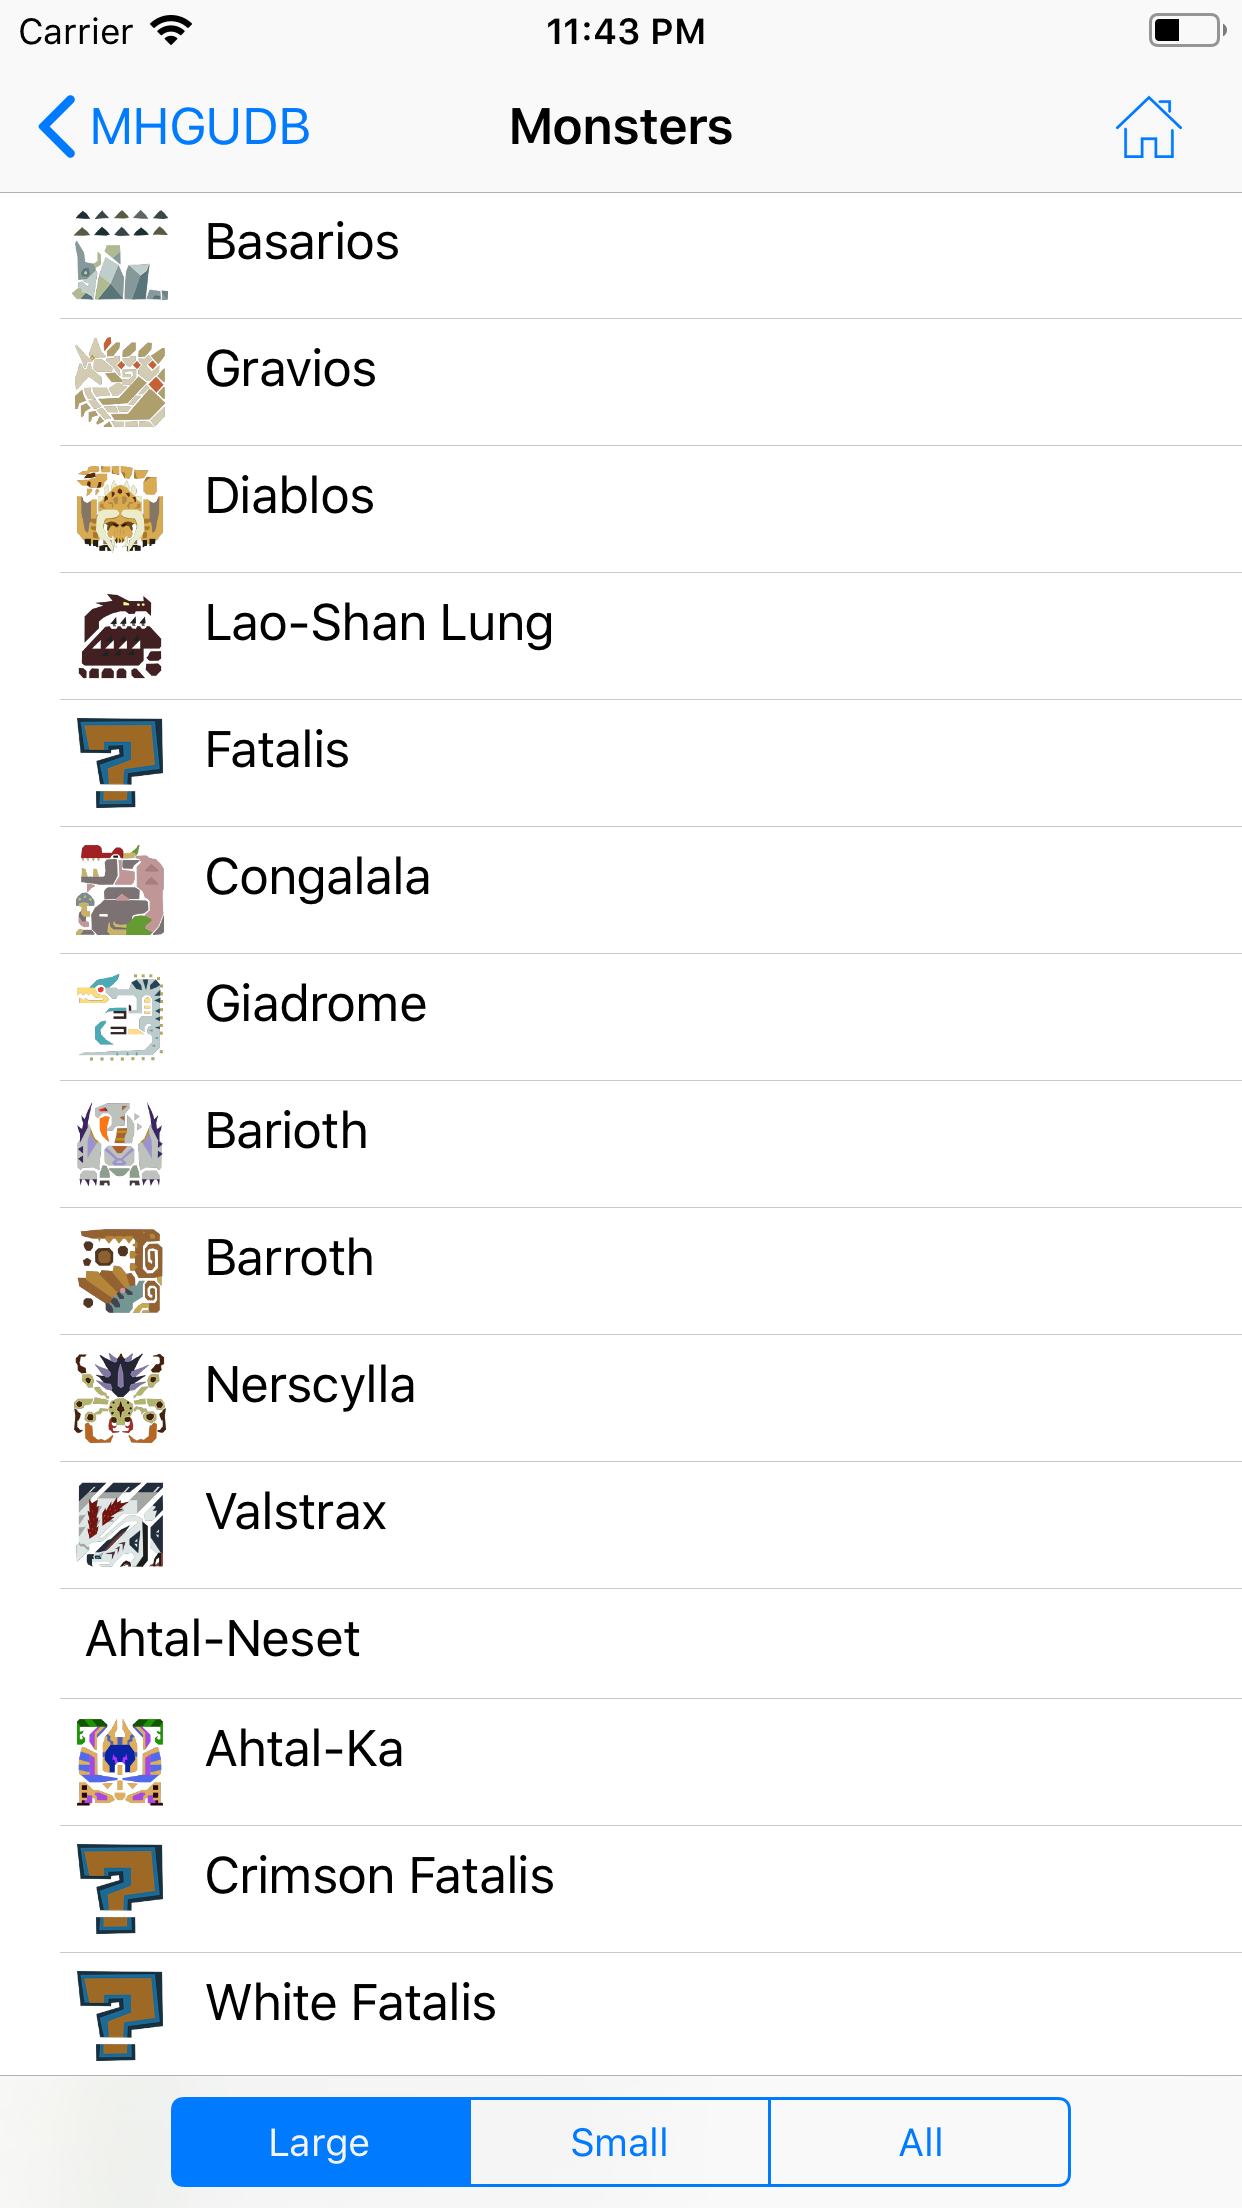 Carrier 11:43 PM
MHGUDB Monsters
Basarios
Gravios
Diablos
Lao-Shan Lung
Fatalis
Congalala
Giadrome
Barioth
Barroth
Nerscylla
Valstrax
Ahtal-Neset
Ahtal-Ka
Crimson Fatalis
White Fatalis
Large Small All